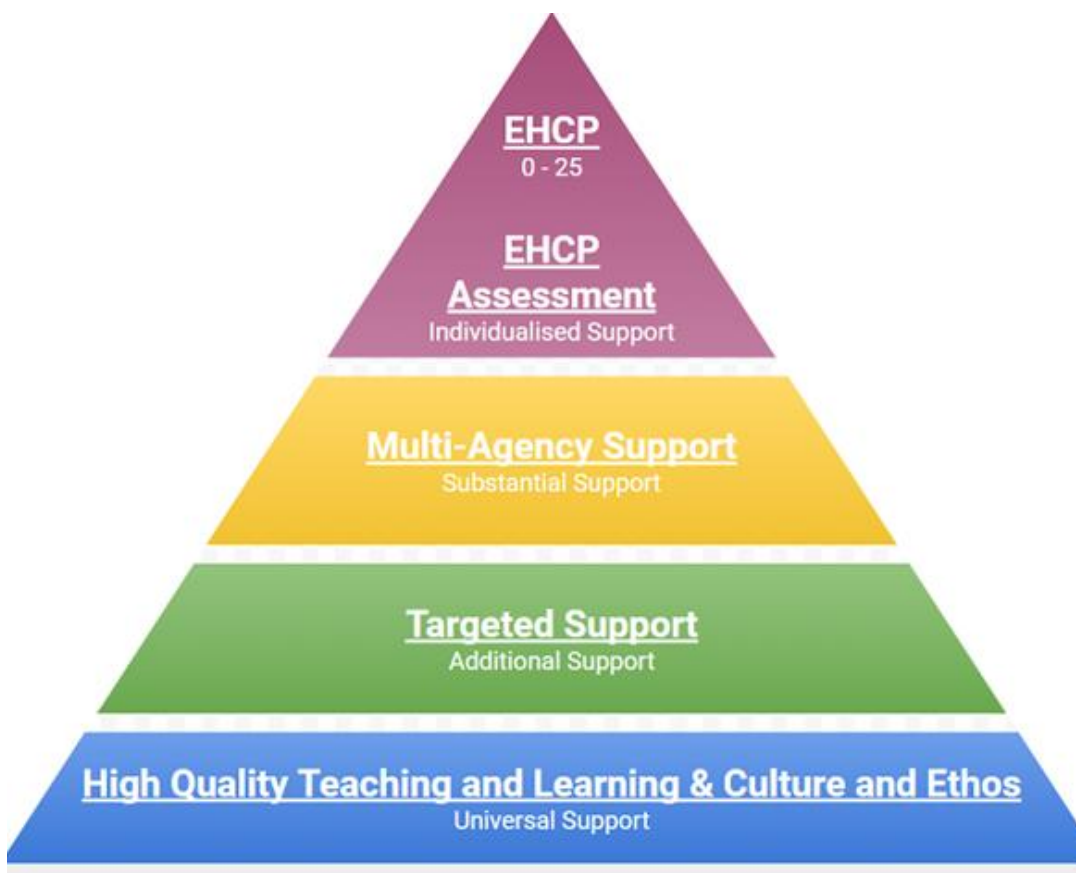 EHCP
0 - 25
EHCP
Assessment
Individualised Support
Multi-Agency Support
Substantial Support
Targeted Support
Additional Support
High Quality Teaching and Learning & Culture and Ethos
Universal Support